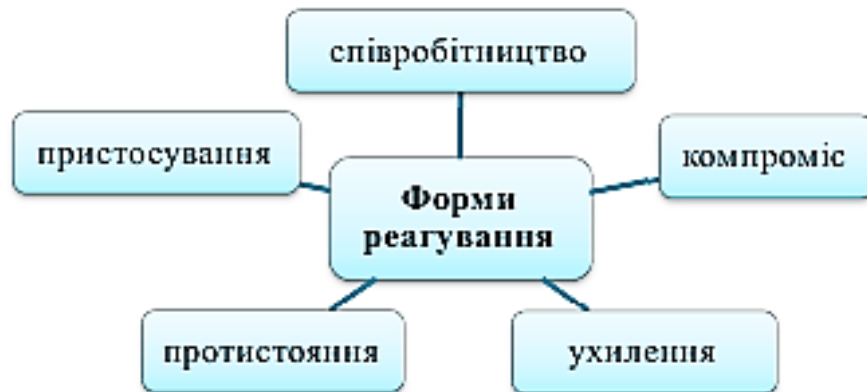 співробітництво
пристосування
компроміс
Форми
реагування
протистояння
ухилення